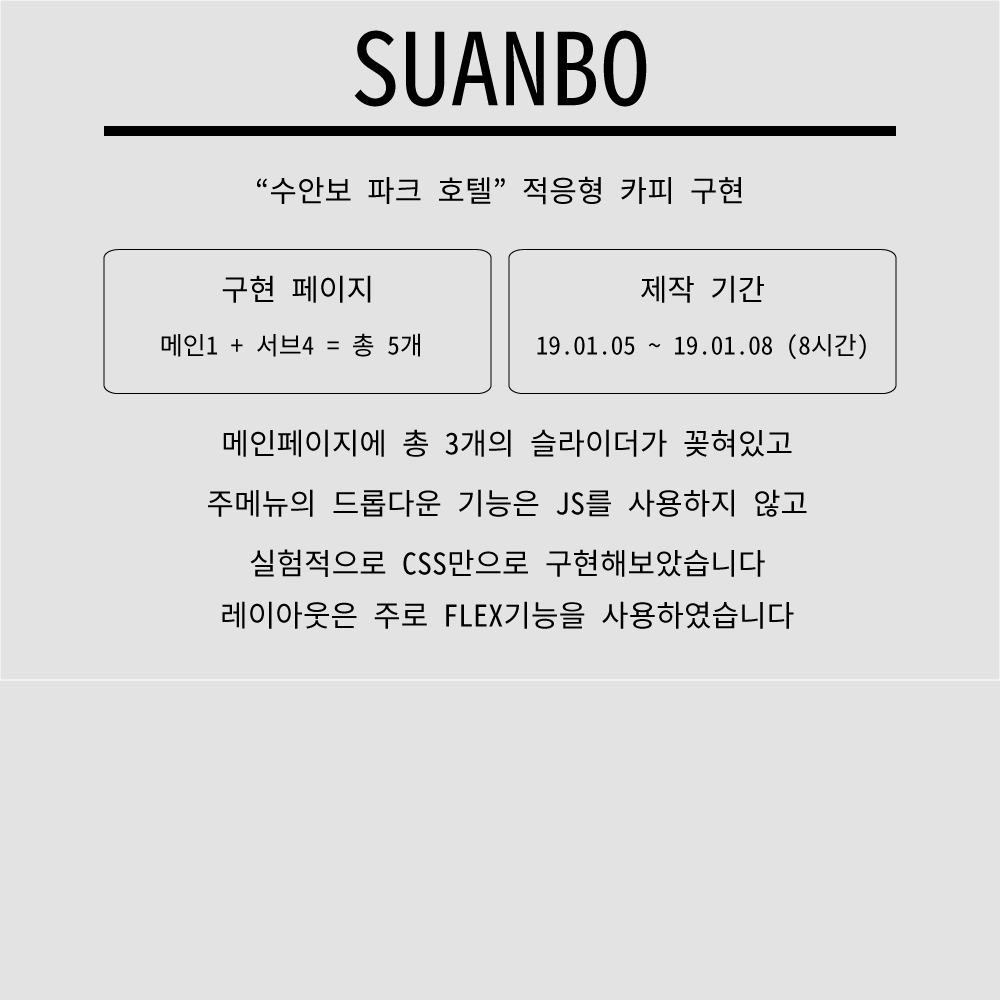 SUANBO
“수안보 파크 호텔” 적응형 카피 구현
구현 페이지
메인1 + 서브4 = 총 5개
제작 기간
19.01.05 ~ 19.01.08 (8시간)
메인페이지에 총 3개의 슬라이더가 꽂혀있고
주메뉴의 드롭다운 기능은 JS를 사용하지 않고
실험적으로 CSS만으로 구현해보았습니다
레이아웃은 주로 FLEX기능을 사용하였습니다